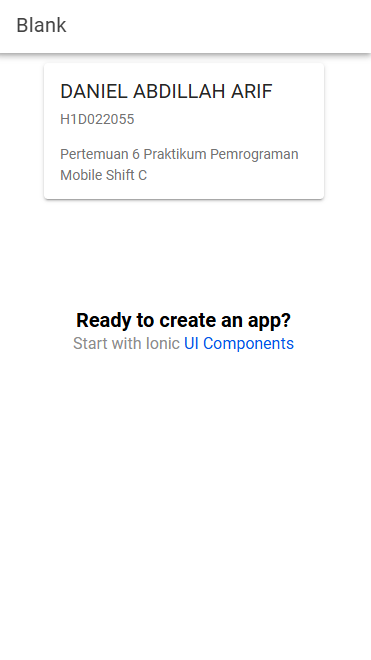 Blank
DANIEL ABDILLAH ARIF
H1D022055
Pertemuan 6 Praktikum Pemrograman
Mobile Shift C
Ready to create an app?
Start with Ionic UI Components